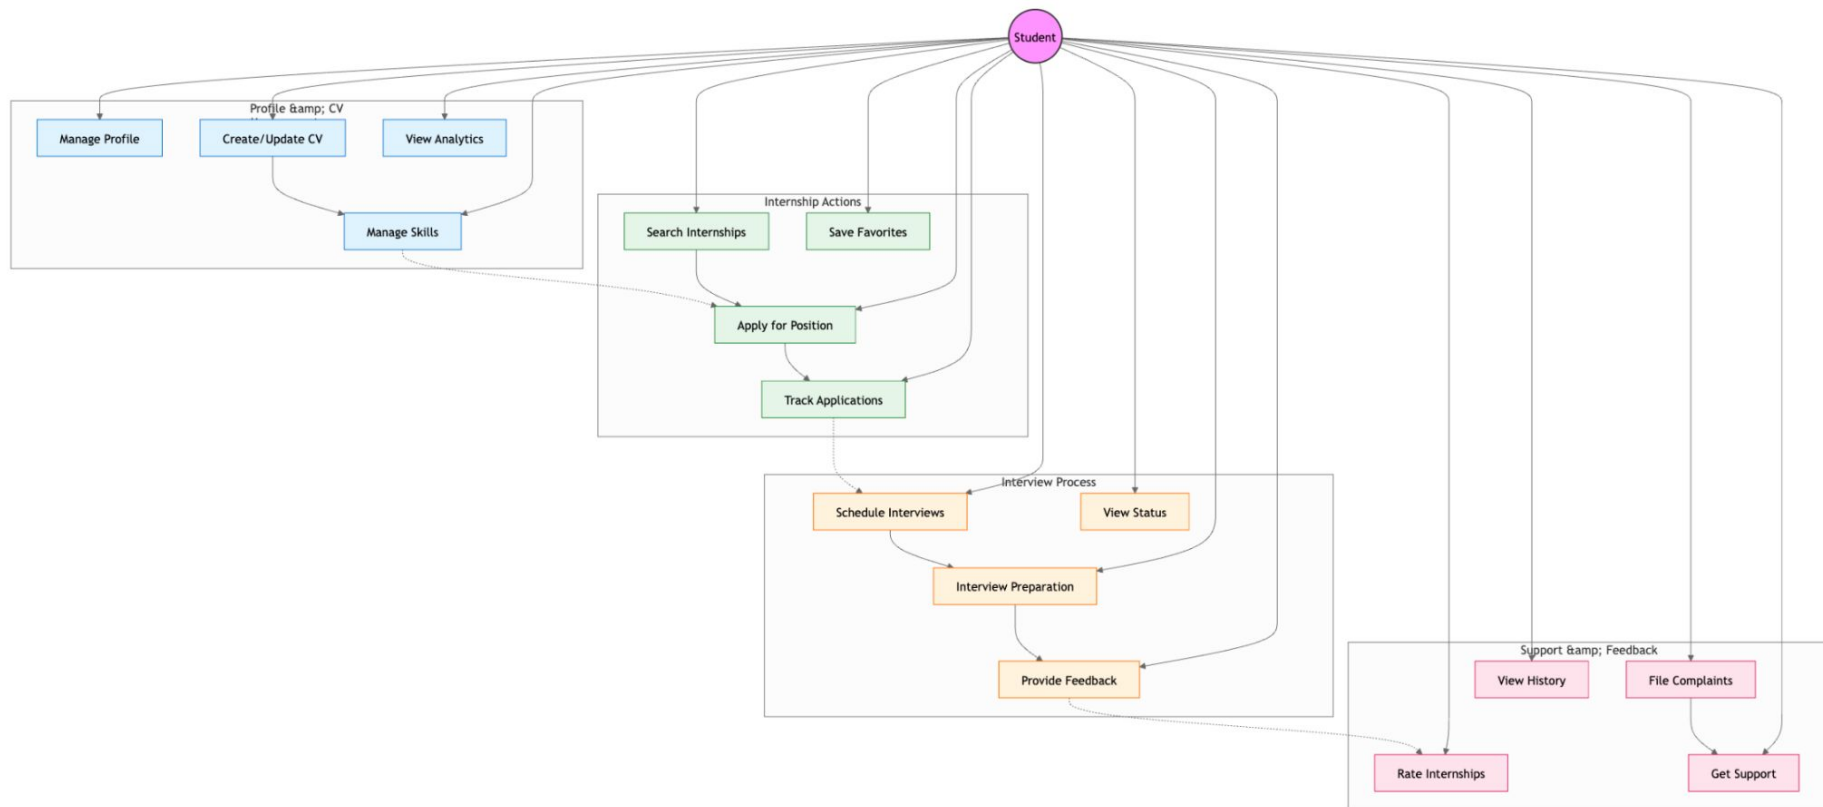 Student
Profile &amp; CV
Manage Profile
Create/Update CV
View Analytics
Manage Skills
Internship Actions
Search Internships
Save Favorites
Apply for Position
Track Applications
Interview Process
Schedule Interviews
View Status
Interview Preparation
Provide Feedback
Support &amp; Feedback
View History
File Complaints
Rate Internships
Get Support